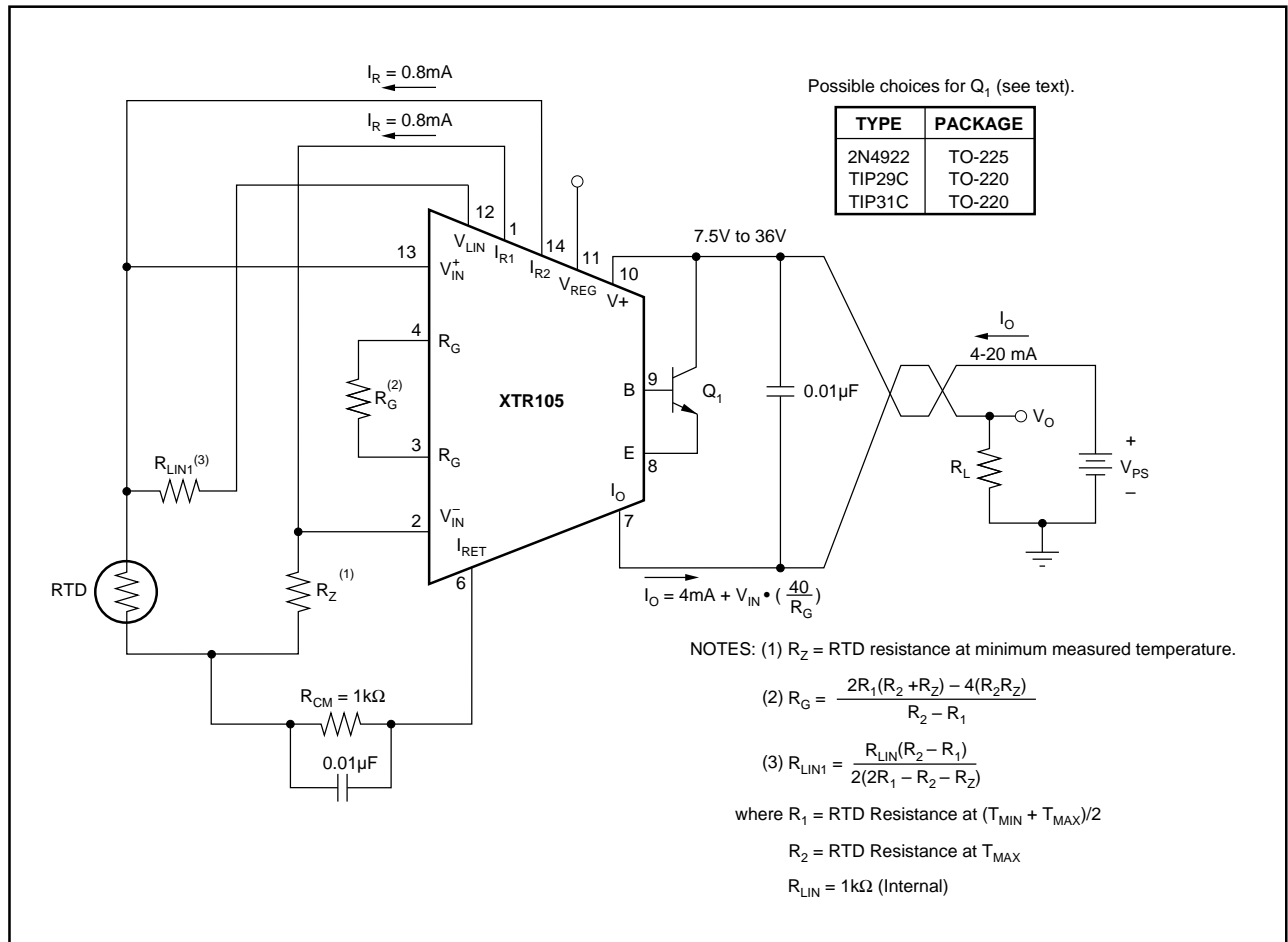 I_R = 0.8mA
I_R = 0.8mA
Possible choices for Q_1 (see text).
TYPE PACKAGE
2N4922 TO-225
TIP29C TO-220
TIP31C TO-220
12
V_LIN
1
I_R1
14
I_R2
11
V_REG
10
V+
7.5V to 36V
13
V_IN^+
4
R_G
R_G^(2)
XTR105
3
R_G
B
9
Q_1
E
8
0.01µF
I_O
4-20 mA
V_O
R_L
+
V_PS
–
R_LIN1^(3)
2
V_IN^–
I_RET
6
I_O
7
RTD
R_Z^(1)
I_O = 4mA + V_IN • (40/R_G)
R_CM = 1kΩ
0.01µF
NOTES: (1) R_Z = RTD resistance at minimum measured temperature.
(2) R_G = 2R_1(R_2 +R_Z) – 4(R_2R_Z) / R_2 – R_1
(3) R_LIN1 = R_LIN(R_2 – R_1) / 2(2R_1 – R_2 – R_Z)
where R_1 = RTD Resistance at (T_MIN + T_MAX)/2
R_2 = RTD Resistance at T_MAX
R_LIN = 1kΩ (Internal)